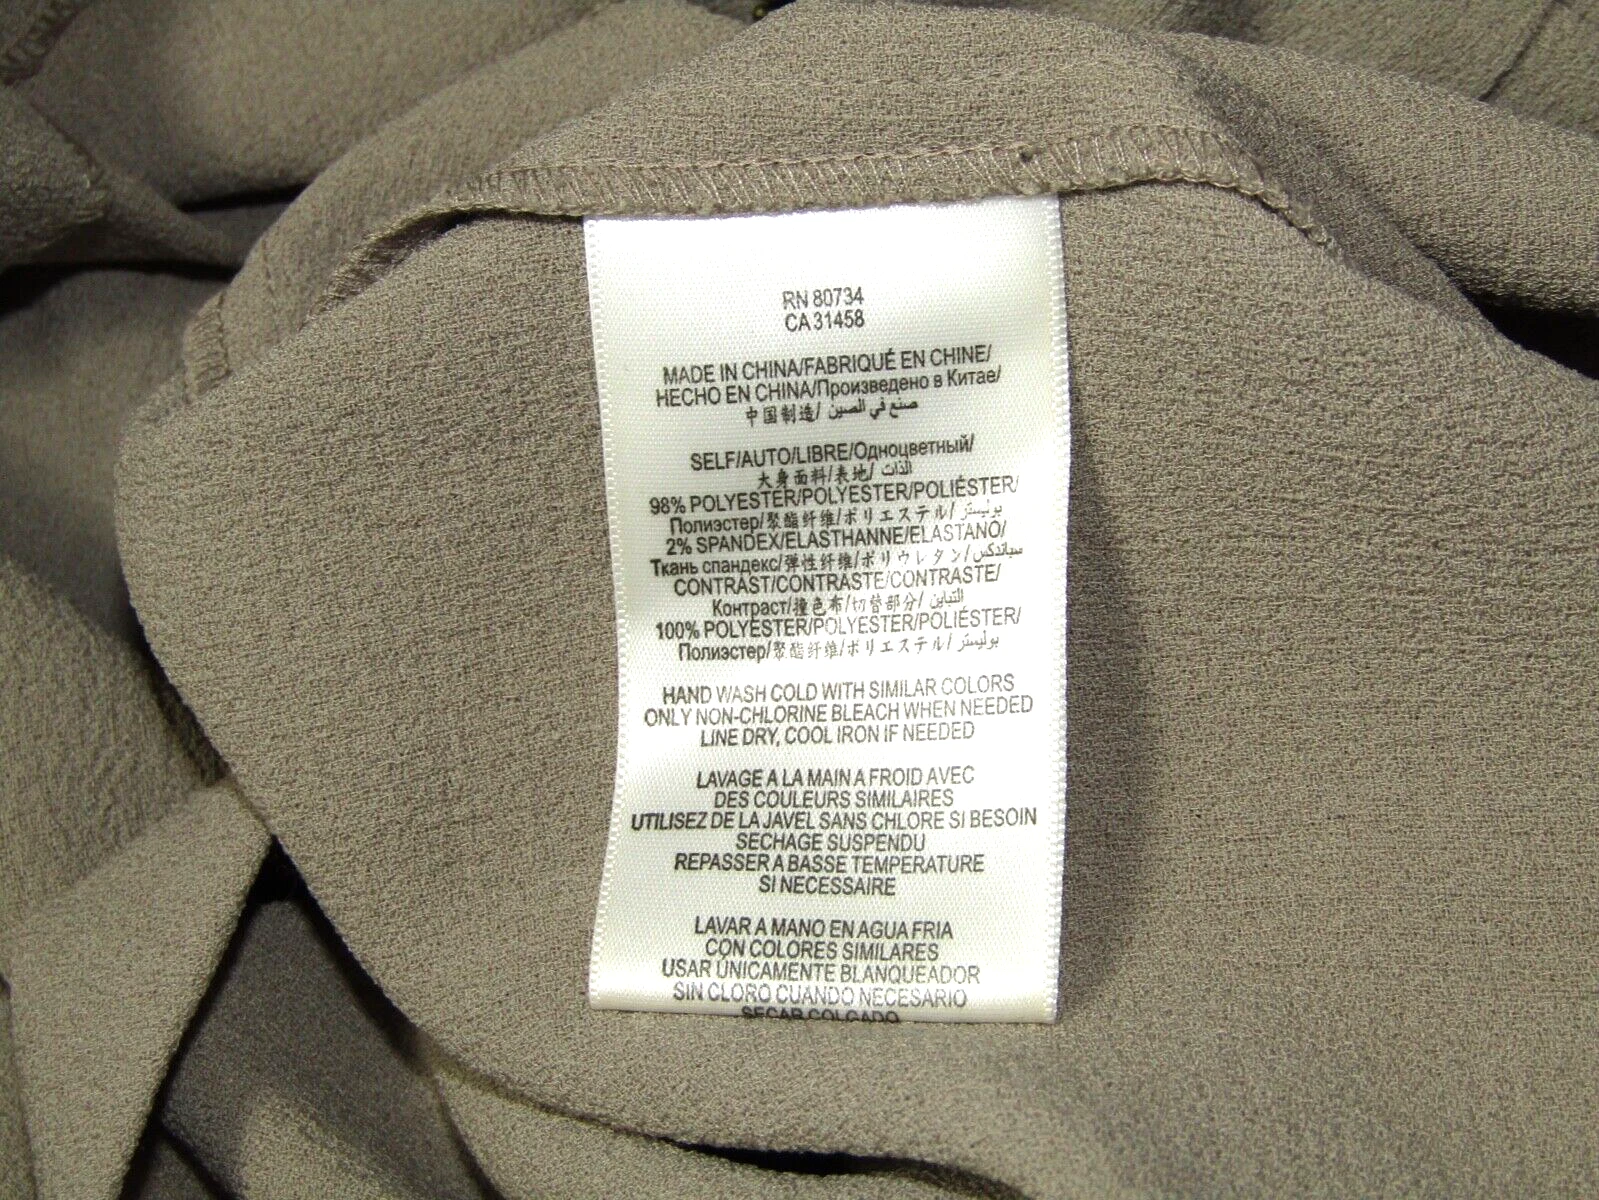 RN 80734
CA 31458
MADE IN CHINA/FABRIQUÉ EN CHINE/
HECHO EN CHINA/Произведено в Китае/
中国制造/ صنع في الصين
SELF/AUTO/LIBRE/Одноцветный/
大身面料/表地/ الذات
98% POLYESTER/POLYESTER/POLIÉSTER/
Полиэстер/聚酯纤维/ポリエステル/ بوليستر
2% SPANDEX/ELASTHANNE/ELASTANO/
Ткань спандекс/弹性纤维/ポリウレタン/ سباندكس
CONTRAST/CONTRASTE/CONTRASTE/
Контраст/撞色布/切替部分/ التباين
100% POLYESTER/POLYESTER/POLIÉSTER/
Полиэстер/聚酯纤维/ポリエステル/ بوليستر
HAND WASH COLD WITH SIMILAR COLORS
ONLY NON-CHLORINE BLEACH WHEN NEEDED
LINE DRY, COOL IRON IF NEEDED
LAVAGE A LA MAIN A FROID AVEC
DES COULEURS SIMILAIRES
UTILISEZ DE LA JAVEL SANS CHLORE SI BESOIN
SECHAGE SUSPENDU
REPASSER A BASSE TEMPERATURE
SI NECESSAIRE
LAVAR A MANO EN AGUA FRIA
CON COLORES SIMILARES
USAR ÚNICAMENTE BLANQUEADOR
SIN CLORO CUANDO NECESARIO
SECAR COLGADO